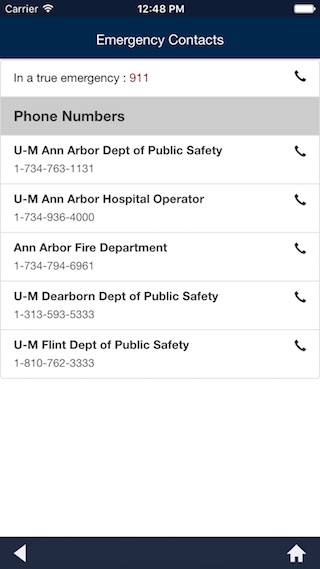 Carrier 12:48 PM
Emergency Contacts
In a true emergency : 911
Phone Numbers
U-M Ann Arbor Dept of Public Safety
1-734-763-1131
U-M Ann Arbor Hospital Operator
1-734-936-4000
Ann Arbor Fire Department
1-734-794-6961
U-M Dearborn Dept of Public Safety
1-313-593-5333
U-M Flint Dept of Public Safety
1-810-762-3333